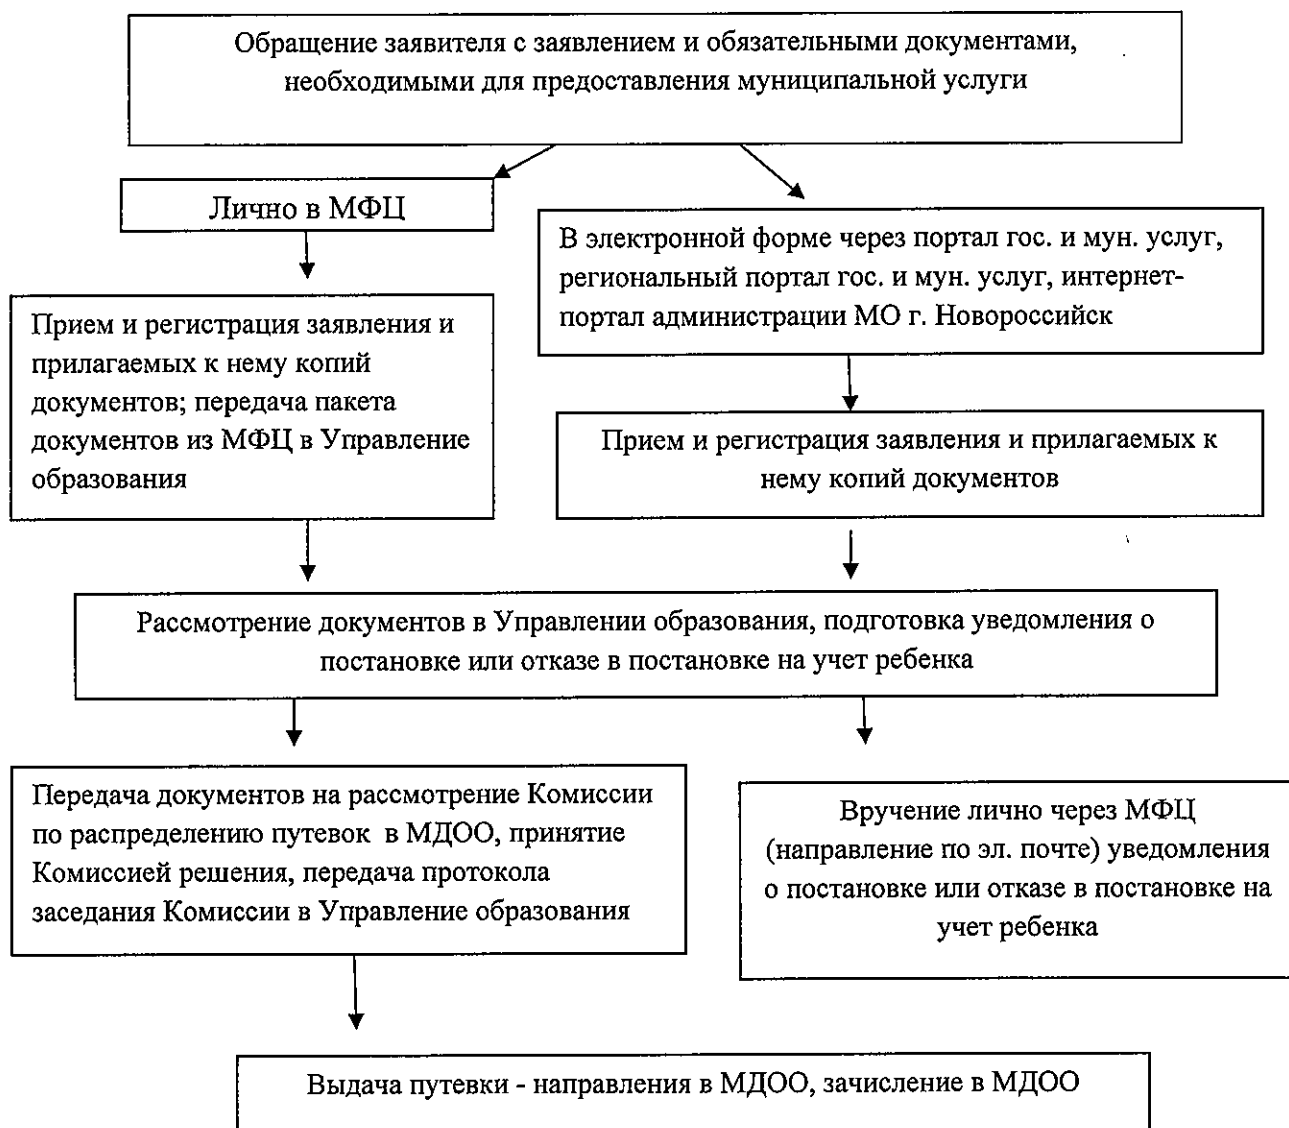 Обращение заявителя с заявлением и обязательными документами,
необходимыми для предоставления муниципальной услуги
Лично в МФЦ
В электронной форме через портал гос. и мун. услуг,
региональный портал гос. и мун. услуг, интернет-
портал администрации МО г. Новороссийск
Прием и регистрация заявления и
прилагаемых к нему копий
документов; передача пакета
документов из МФЦ в Управление
образования
Прием и регистрация заявления и прилагаемых к
нему копий документов
Рассмотрение документов в Управлении образования, подготовка уведомления о
постановке или отказе в постановке на учет ребенка
Передача документов на рассмотрение Комиссии
по распределению путевок в МДОО, принятие
Комиссией решения, передача протокола
заседания Комиссии в Управление образования
Вручение лично через МФЦ
(направление по эл. почте) уведомления
о постановке или отказе в постановке на
учет ребенка
Выдача путевки - направления в МДОО, зачисление в МДОО